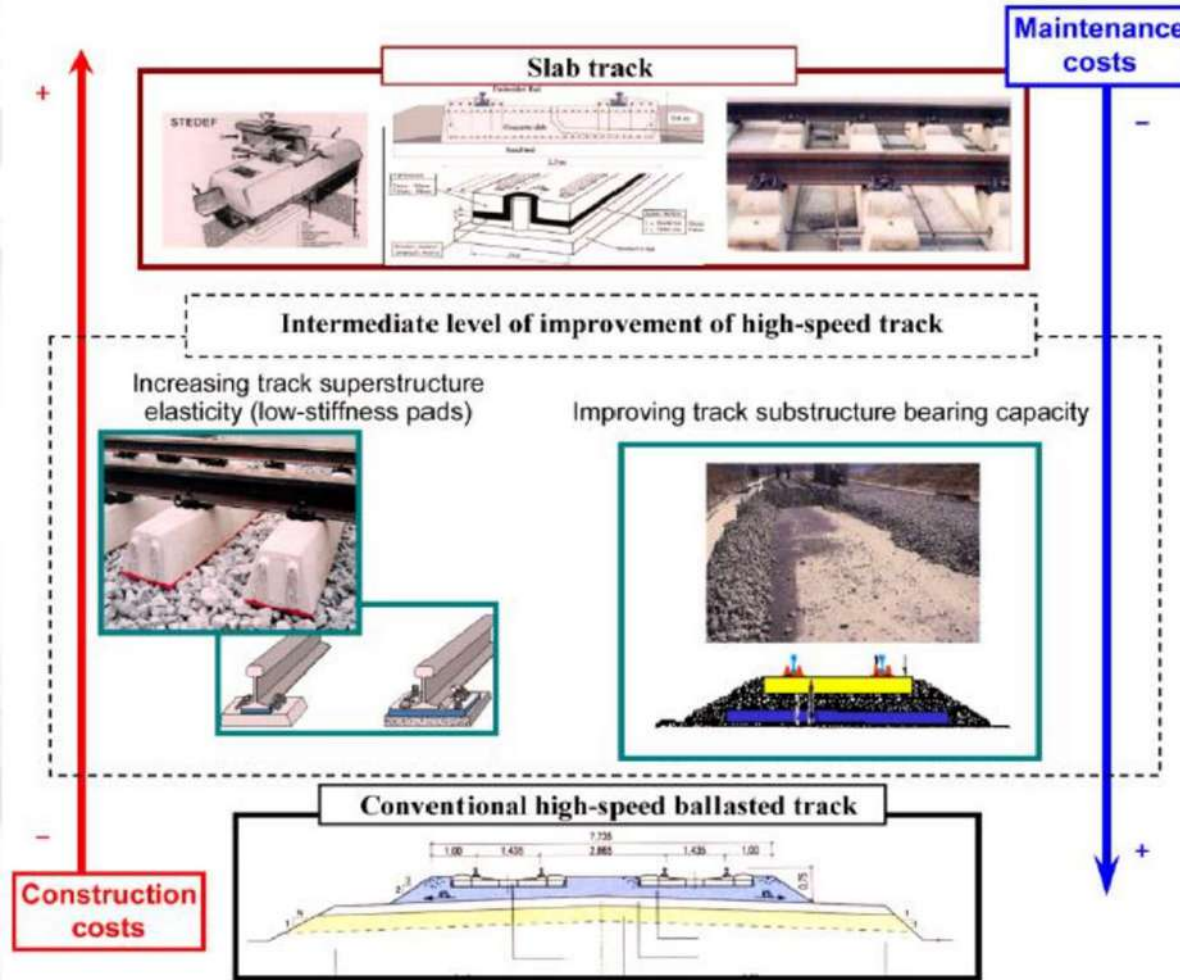 Maintenance
costs
+
−
Slab track
STEDEF
Intermediate level of improvement of high-speed track
Increasing track superstructure
elasticity (low-stiffness pads)
Improving track substructure bearing capacity
Conventional high-speed ballasted track
−
+
7.735
1,00 1,435 2.865 1,435 1,00
0,75
Construction
costs